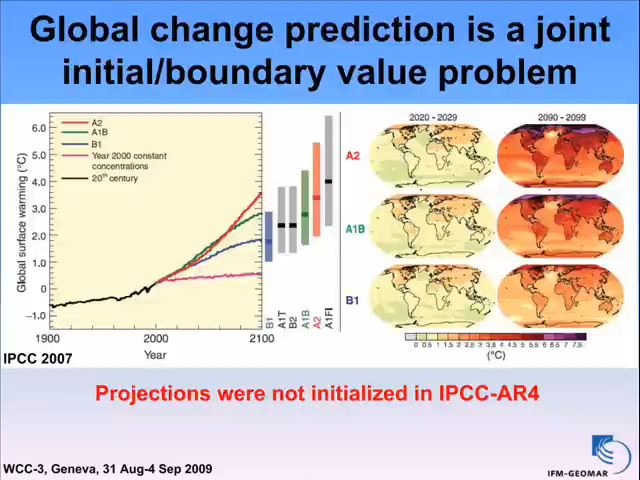 Global change prediction is a joint
initial/boundary value problem
6.0
5.0
4.0
3.0
2.0
1.0
0
−1.0
Global surface warming (°C)
A2
A1B
B1
Year 2000 constant
concentrations
20th century
1900
2000
2100
Year
B1
A1T
B2
A1B
A2
A1FI
2020 - 2029
2090 - 2099
A2
A1B
B1
0 0.5 1 1.5 2 2.5 3 3.5 4 4.5 5 5.5 6 6.5 7 7.5
(°C)
IPCC 2007
Projections were not initialized in IPCC-AR4
WCC-3, Geneva, 31 Aug-4 Sep 2009
IFM-GEOMAR